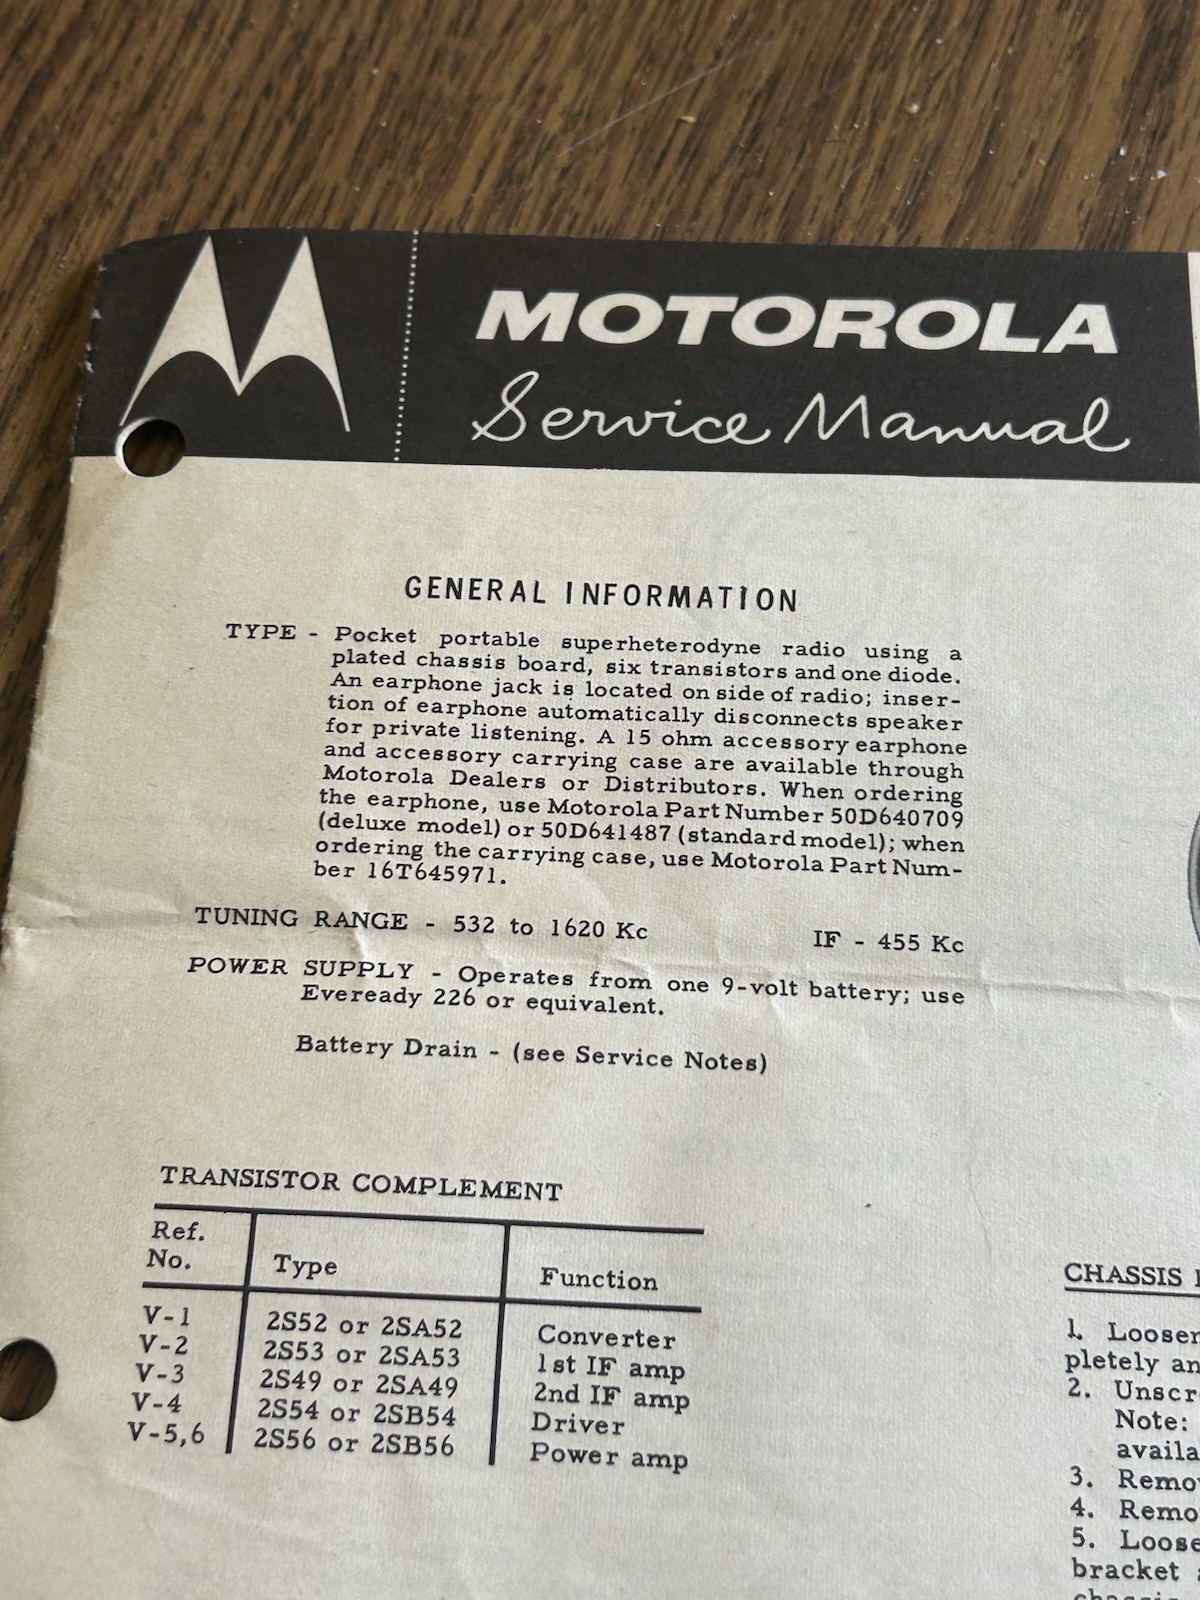 MOTOROLA
Service Manual
GENERAL INFORMATION
TYPE - Pocket portable superheterodyne radio using a
plated chassis board, six transistors and one diode.
An earphone jack is located on side of radio; inser-
tion of earphone automatically disconnects speaker
for private listening. A 15 ohm accessory earphone
and accessory carrying case are available through
Motorola Dealers or Distributors. When ordering
the earphone, use Motorola Part Number 50D640709
(deluxe model) or 50D641487 (standard model); when
ordering the carrying case, use Motorola Part Num-
ber 16T645971.
TUNING RANGE - 532 to 1620 Kc IF - 455 Kc
POWER SUPPLY - Operates from one 9-volt battery; use
Eveready 226 or equivalent.
Battery Drain - (see Service Notes)
TRANSISTOR COMPLEMENT
Ref.
No. Type Function
V-1 2S52 or 2SA52 Converter
V-2 2S53 or 2SA53 1st IF amp
V-3 2S49 or 2SA49 2nd IF amp
V-4 2S54 or 2SB54 Driver
V-5,6 2S56 or 2SB56 Power amp
CHASSIS
1. Loosen
pletely
2.
Note:
3.
4.
5.
bracket